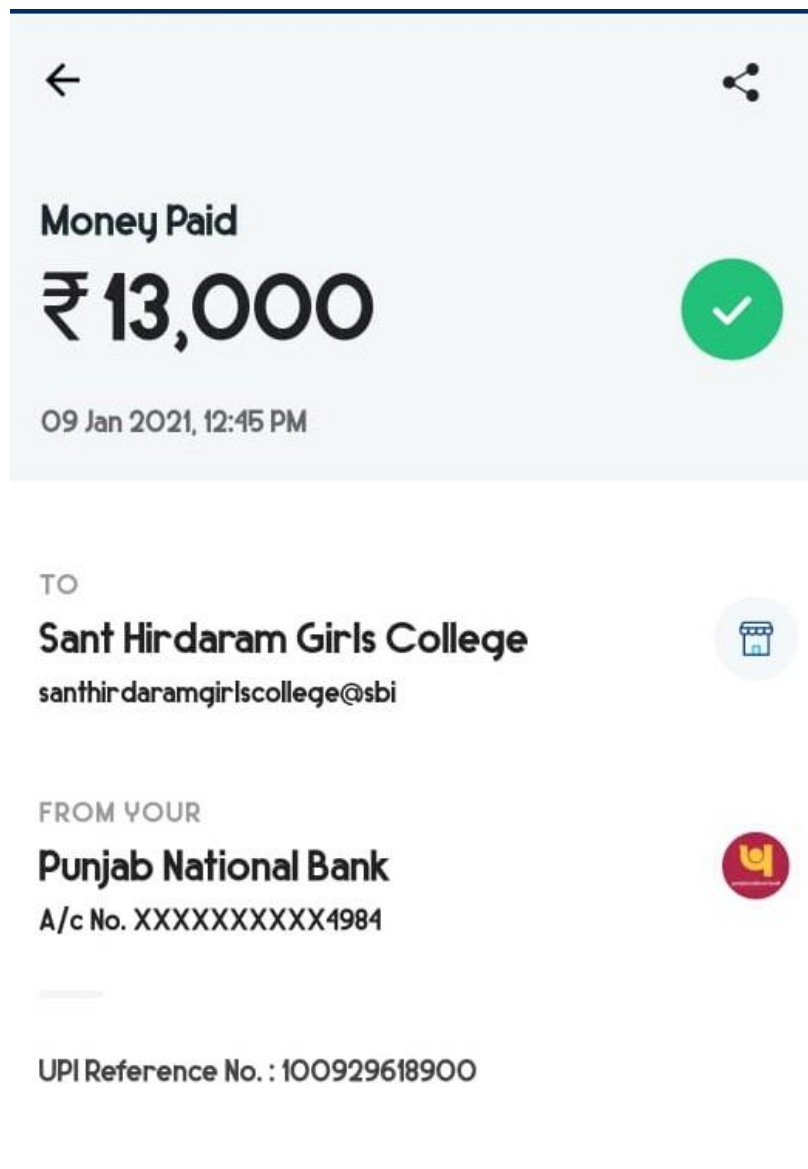 Money Paid
₹13,000
09 Jan 2021, 12:45 PM
TO
Sant Hirdaram Girls College
santhirdaramgirlscollege@sbi
FROM YOUR
Punjab National Bank
A/c No. XXXXXXXXXX4984
UPI Reference No. : 100929618900